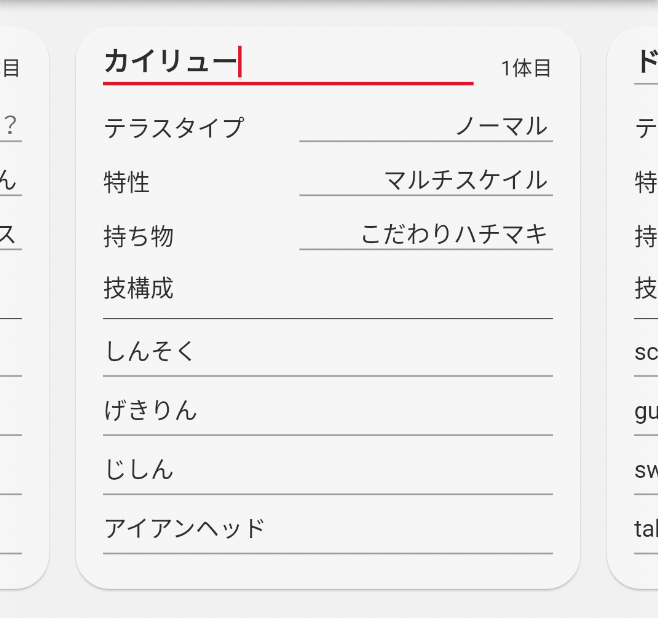 カイリュー 1体目
テラスタイプ ノーマル
特性 マルチスケイル
持ち物 こだわりハチマキ
技構成
しんそく
げきりん
じしん
アイアンヘッド
目
？
ん
ス
ド
テ
特
持
技
sc
gu
sw
tal